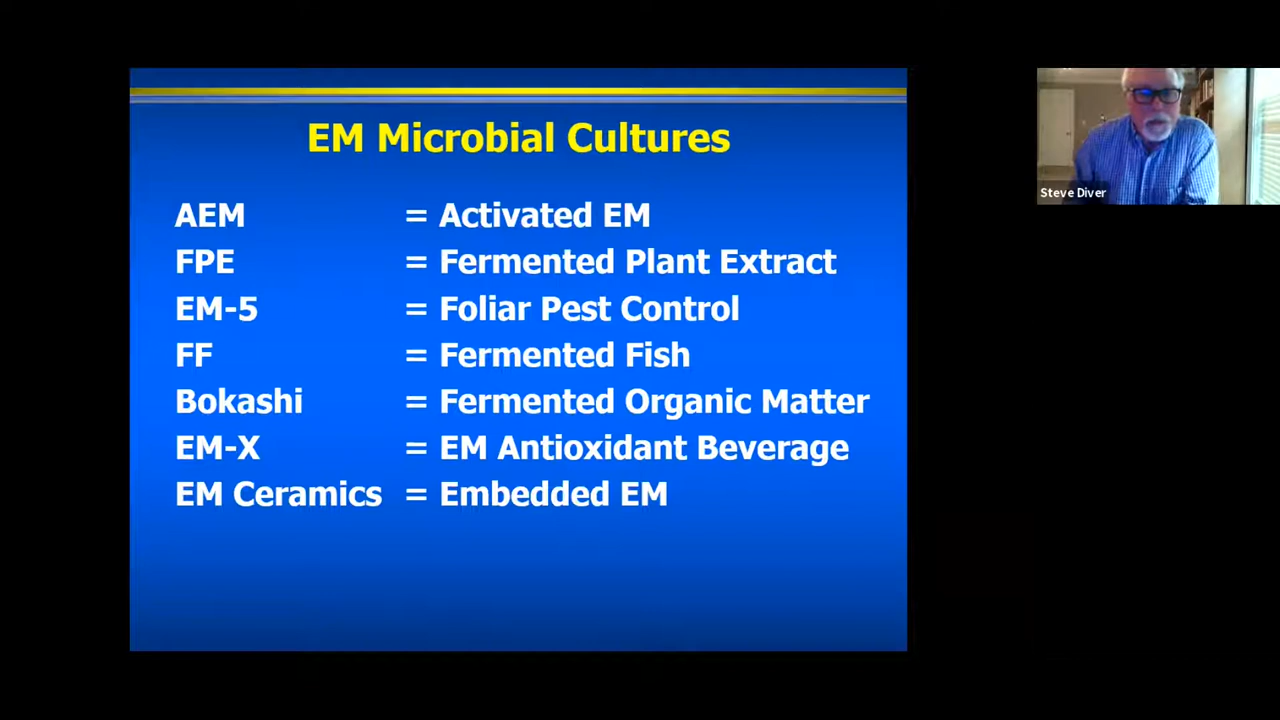 EM Microbial Cultures
AEM = Activated EM
FPE = Fermented Plant Extract
EM-5 = Foliar Pest Control
FF = Fermented Fish
Bokashi = Fermented Organic Matter
EM-X = EM Antioxidant Beverage
EM Ceramics = Embedded EM
Steve Diver